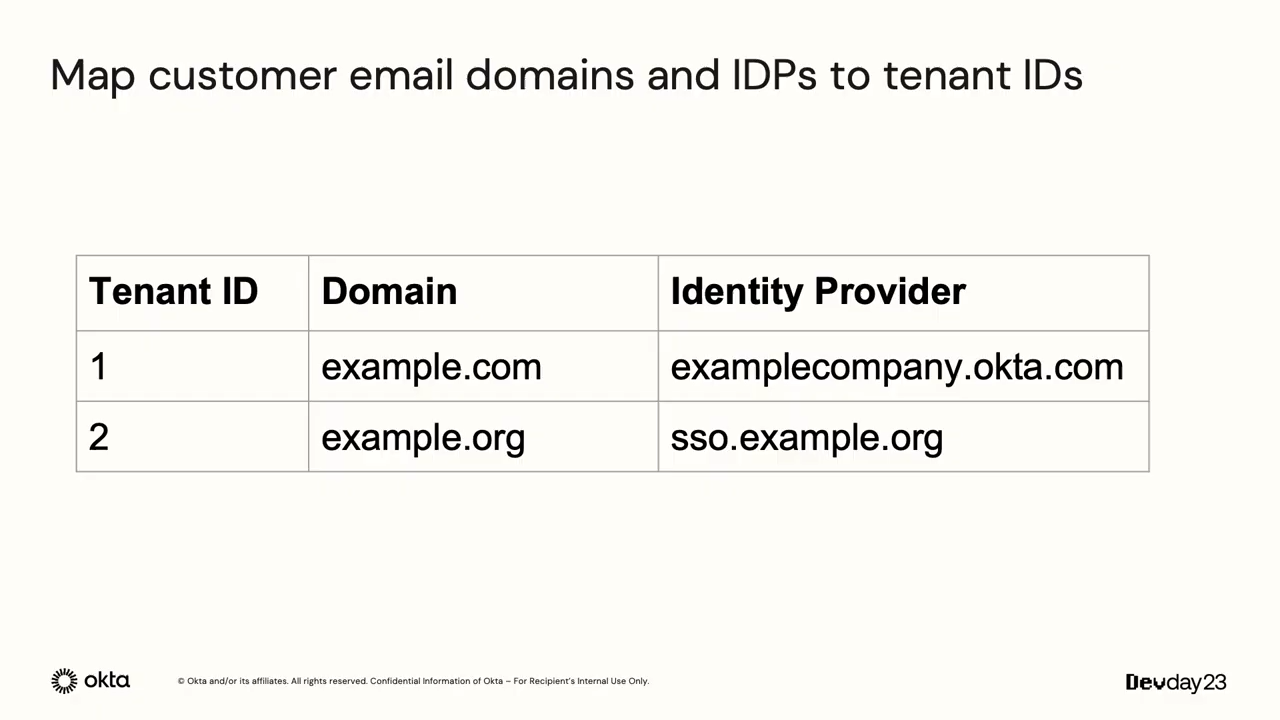 Map customer email domains and IDPs to tenant IDs
Tenant ID Domain Identity Provider
1 example.com examplecompany.okta.com
2 example.org sso.example.org
okta © Okta and/or its affiliates. All rights reserved. Confidential Information of Okta – For Recipient's Internal Use Only. Devday23